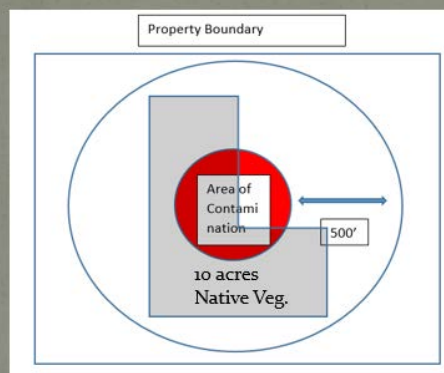 Property Boundary
Area of
Contami
nation
500'
10 acres
Native Veg.